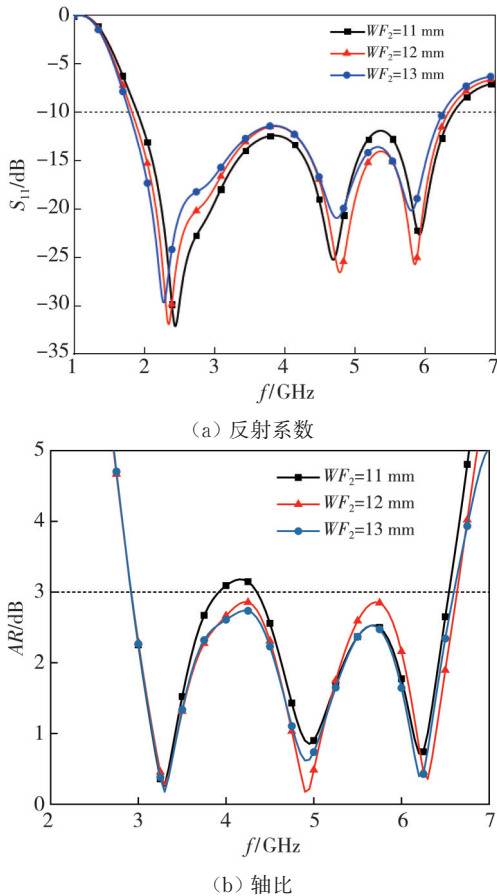 0
-5
-10
-15
-20
-25
-30
-35
S₁₁/dB
WF₂=11 mm
WF₂=12 mm
WF₂=13 mm
1 2 3 4 5 6 7
f/GHz
(a) 反射系数
5
4
3
2
1
0
AR/dB
WF₂=11 mm
WF₂=12 mm
WF₂=13 mm
2 3 4 5 6 7
f/GHz
(b) 轴比